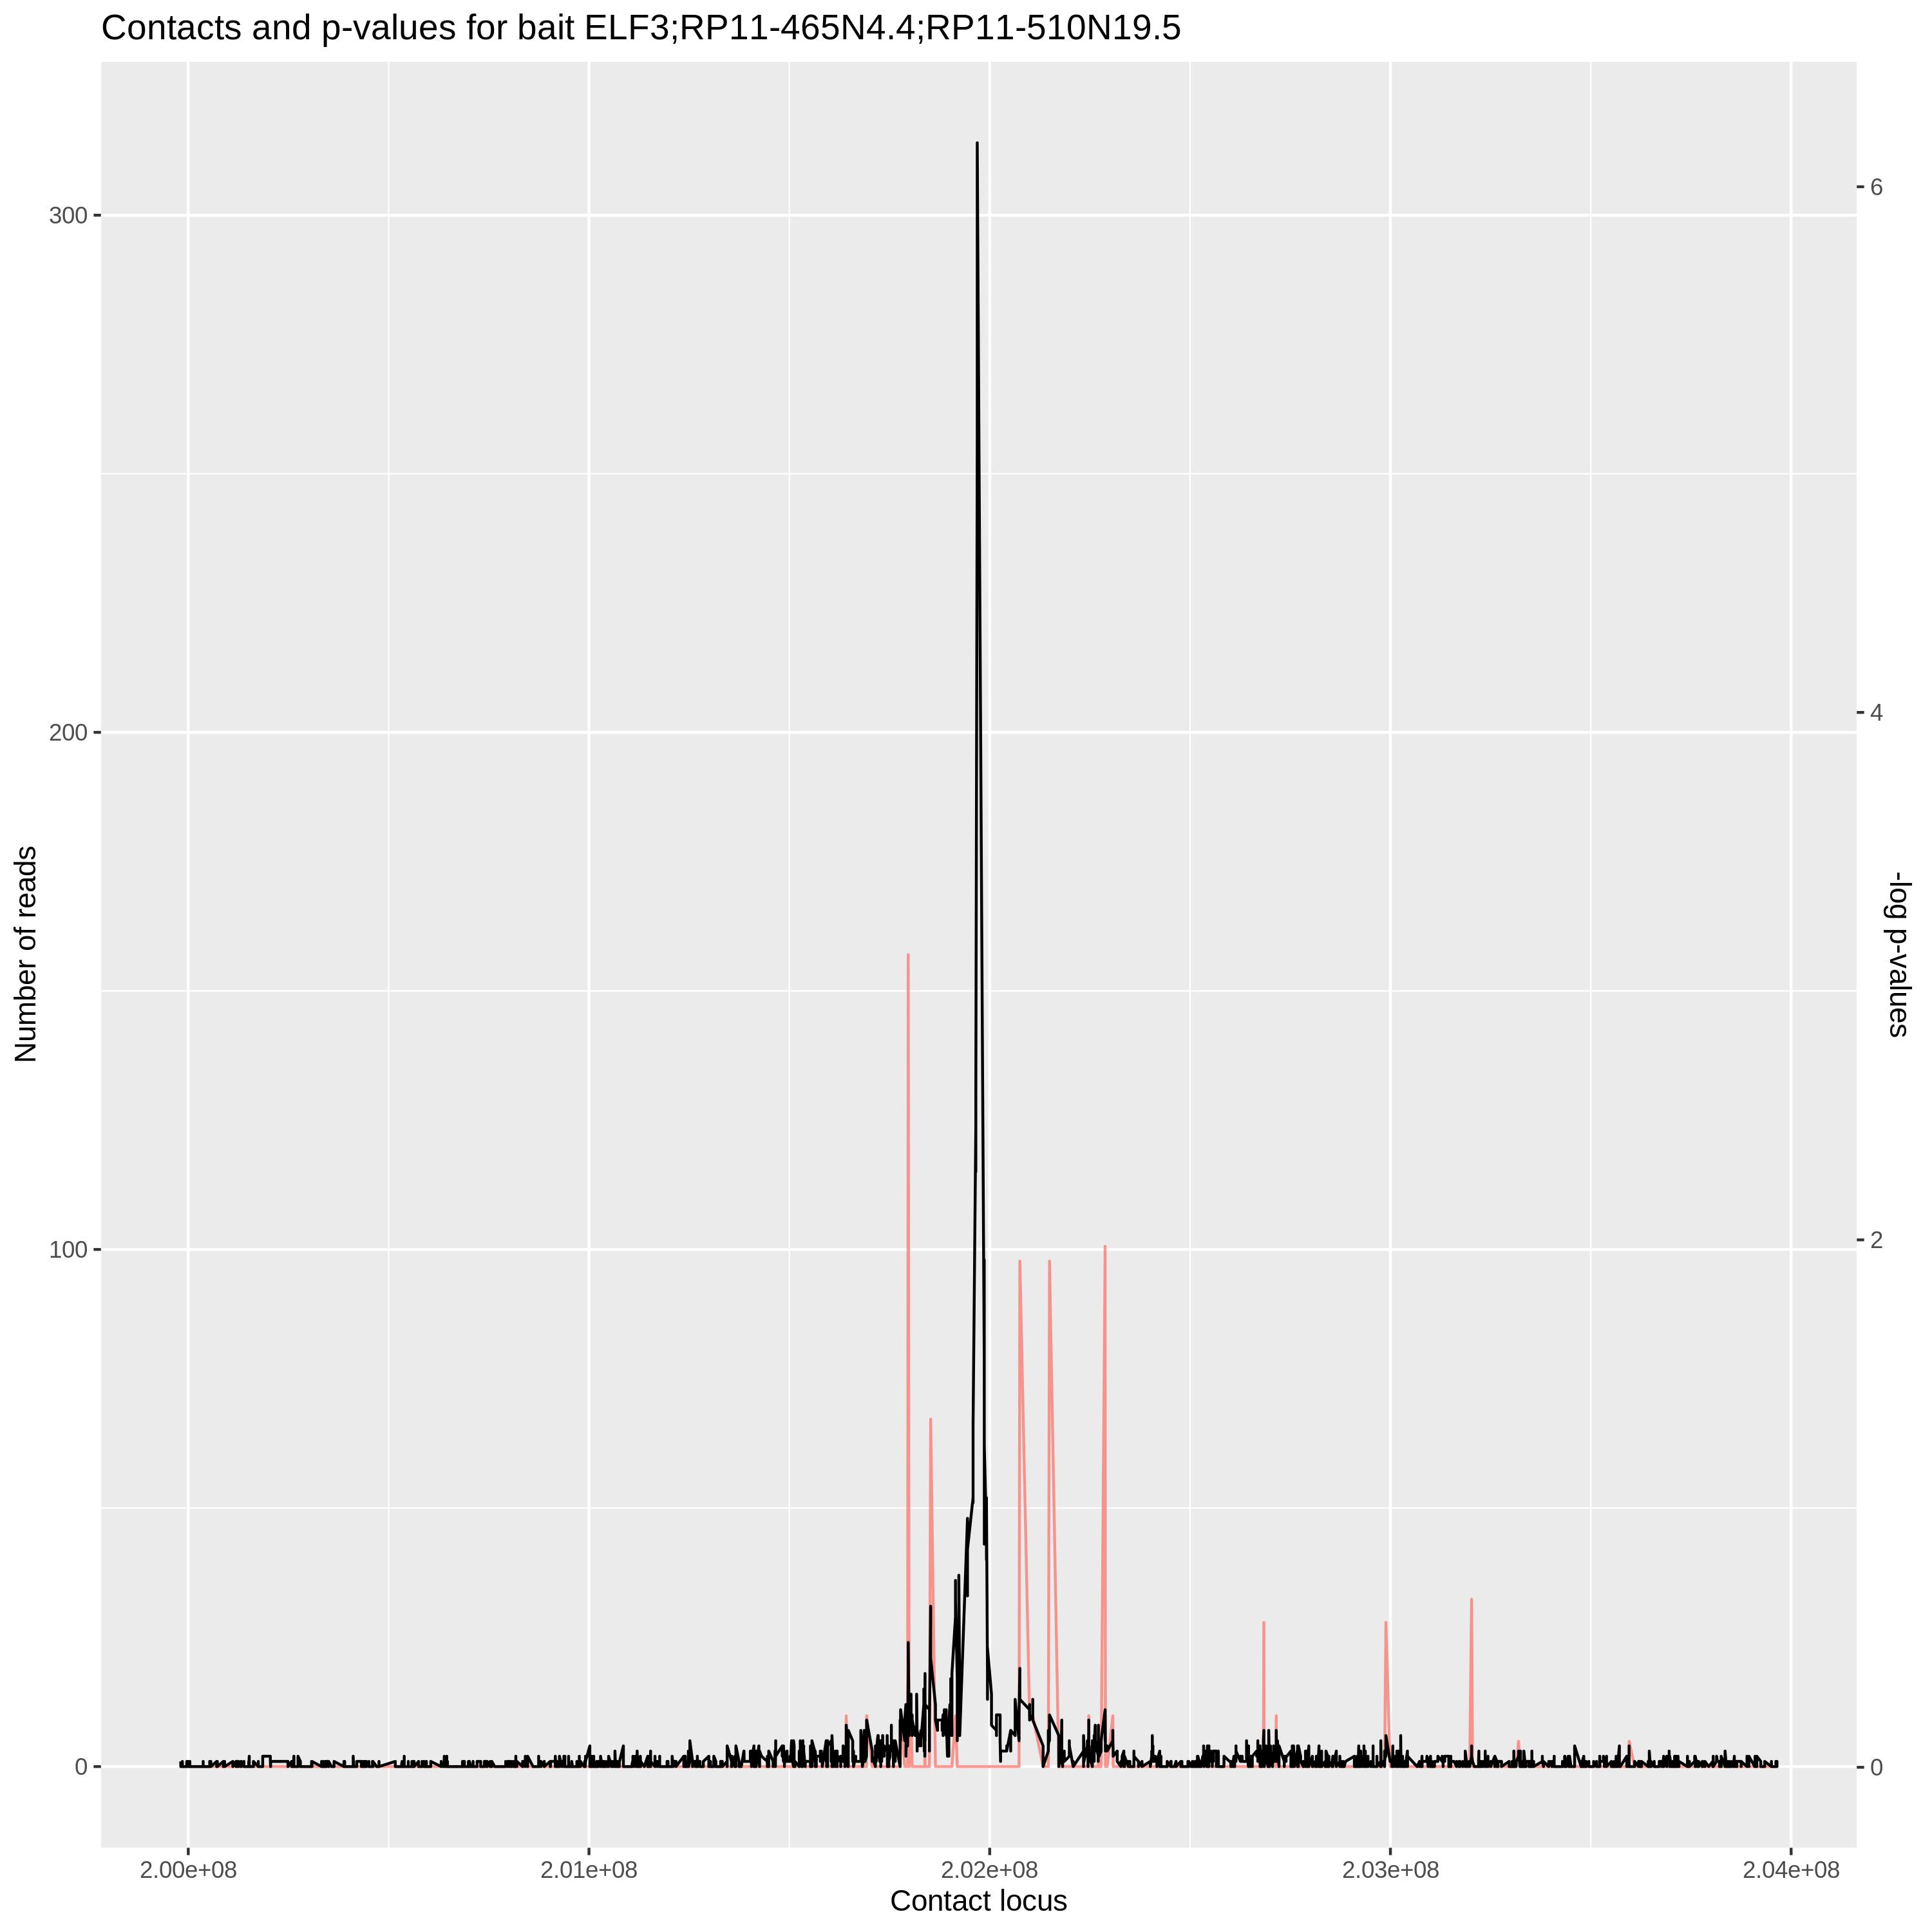 Contacts and p-values for bait ELF3;RP11-465N4.4;RP11-510N19.5
300
200
100
0
Number of reads
6
4
2
0
-log p-values
2.00e+08 2.01e+08 2.02e+08 2.03e+08 2.04e+08
Contact locus